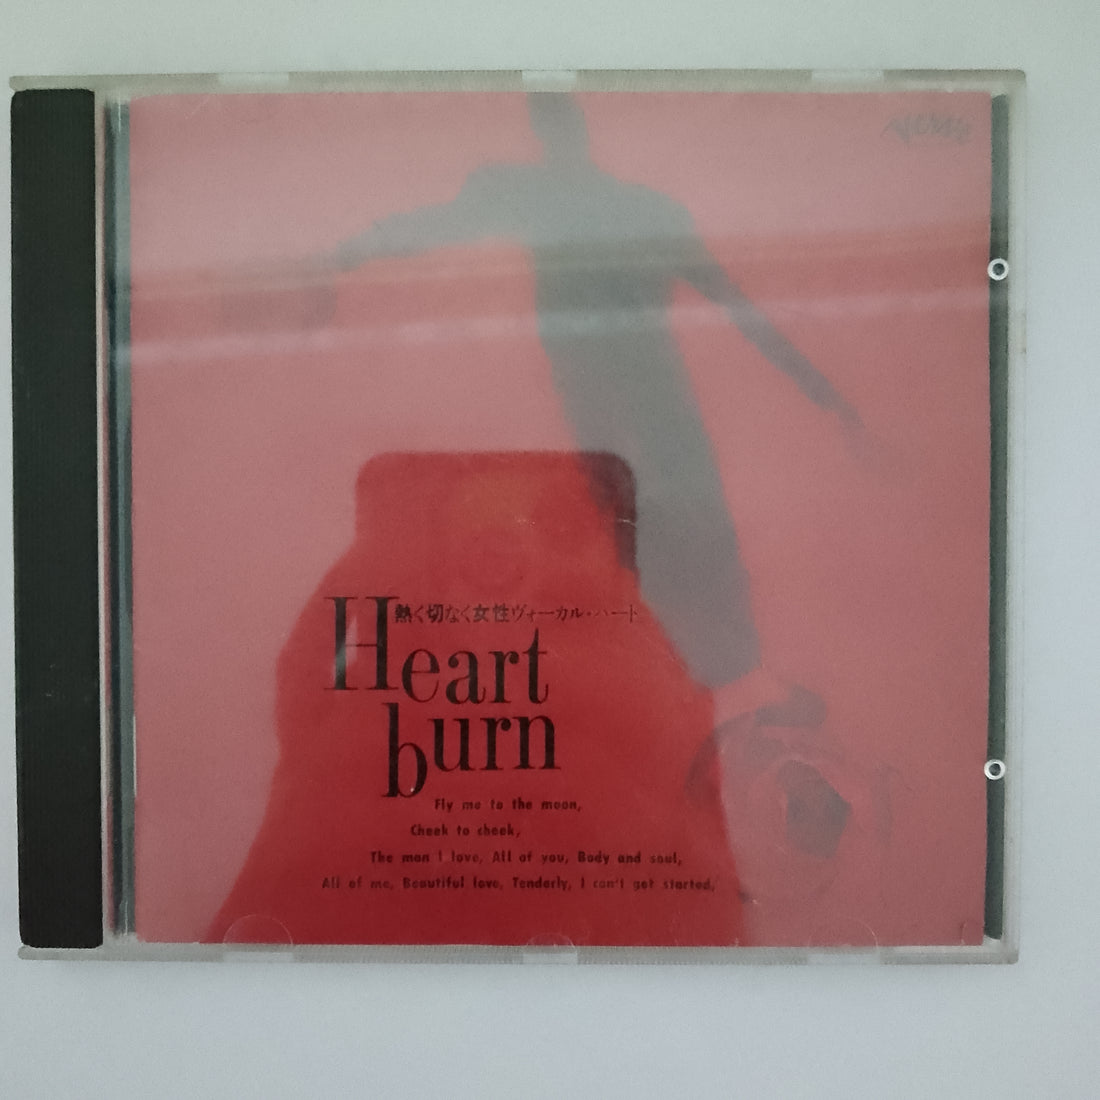 熱く切なく女性ヴォーカル・ハート
Heart
burn
Fly me to the moon,
Cheek to cheek,
The man I love, All of you, Body and soul,
All of me, Beautiful love, Tenderly, I can't get started,